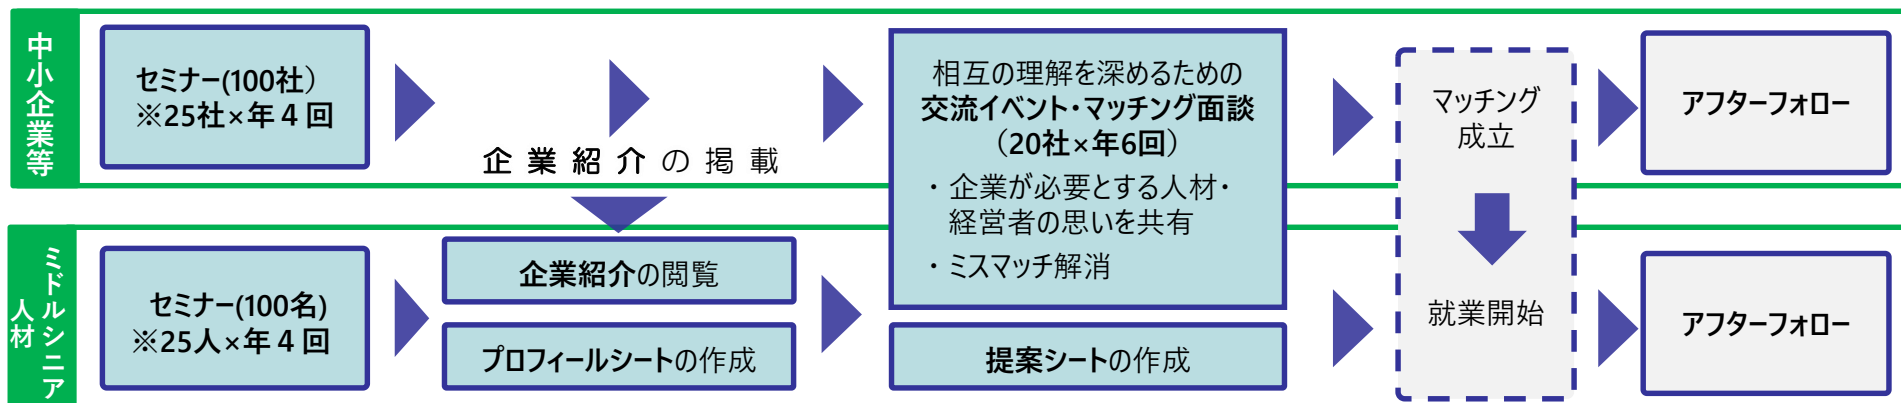 中小企業等
セミナー(100社)
※25社×年４回
企業紹介の掲載
相互の理解を深めるための
交流イベント・マッチング面談
（20社×年6回）
・企業が必要とする人材・
経営者の思いを共有
・ミスマッチ解消
マッチング
成立
アフターフォロー
ミドルシニア
人材
セミナー(100名)
※25人×年４回
企業紹介の閲覧
プロフィールシートの作成
提案シートの作成
就業開始
アフターフォロー